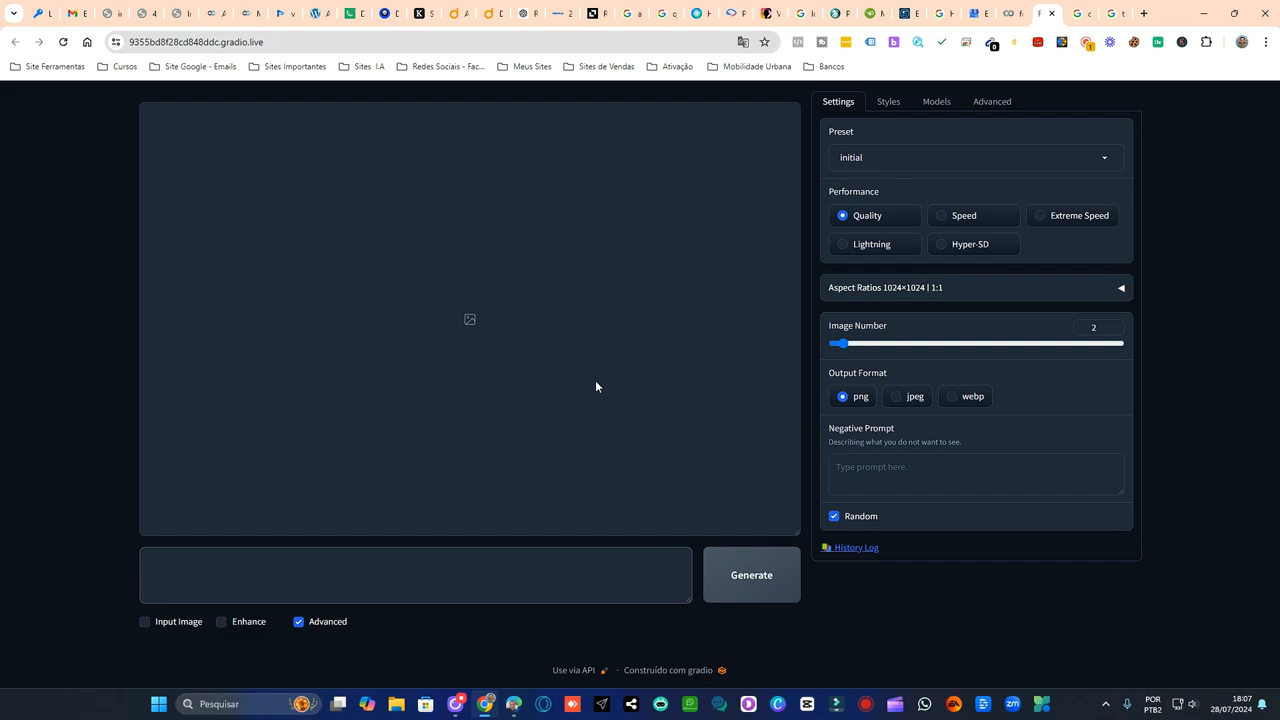 9355bd8f28cd848ddc.gradio.live
Site Ferramentas
Cursos
Site Google - Emails
Sites Importantes
Sites I.A
Redes Sociais - Fac...
Meus Sites
Sites de Vendas
Ativação
Mobilidade Urbana
Bancos
Settings
Styles
Models
Advanced
Preset
initial
Performance
Quality
Speed
Extreme Speed
Lightning
Hyper-SD
Aspect Ratios 1024×1024 | 1:1
Image Number
2
Output Format
png
jpeg
webp
Negative Prompt
Describing what you do not want to see.
Type prompt here.
Random
History Log
Generate
Input Image
Enhance
Advanced
Use via API
·
Construído com gradio
Pesquisar
POR
PTB2
18:07
28/07/2024